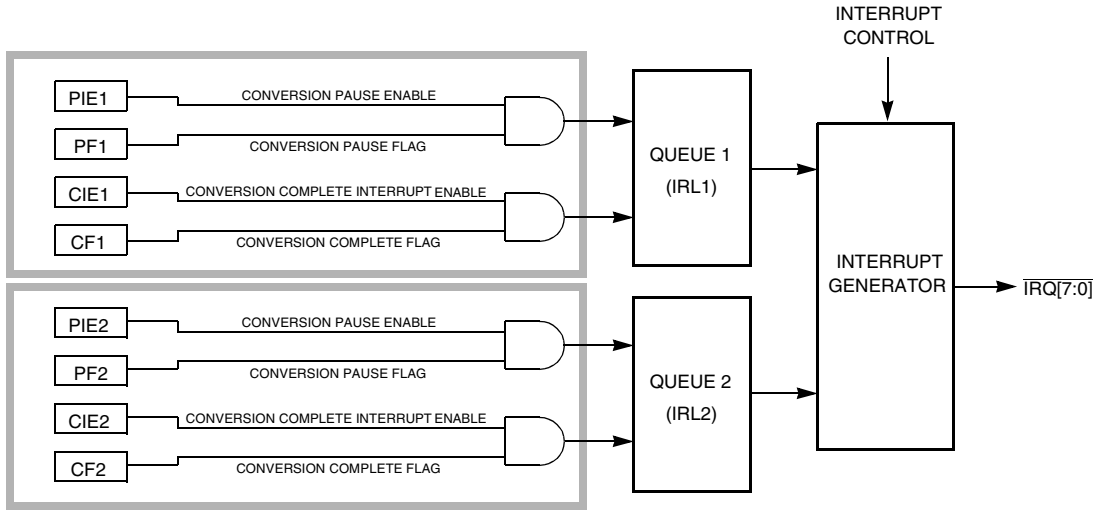 INTERRUPT
CONTROL
PIE1
CONVERSION PAUSE ENABLE
PF1
CONVERSION PAUSE FLAG
CIE1
CONVERSION COMPLETE INTERRUPT ENABLE
CF1
CONVERSION COMPLETE FLAG
QUEUE 1
(IRL1)
PIE2
CONVERSION PAUSE ENABLE
PF2
CONVERSION PAUSE FLAG
CIE2
CONVERSION COMPLETE INTERRUPT ENABLE
CF2
CONVERSION COMPLETE FLAG
QUEUE 2
(IRL2)
INTERRUPT
GENERATOR
IRQ[7:0]